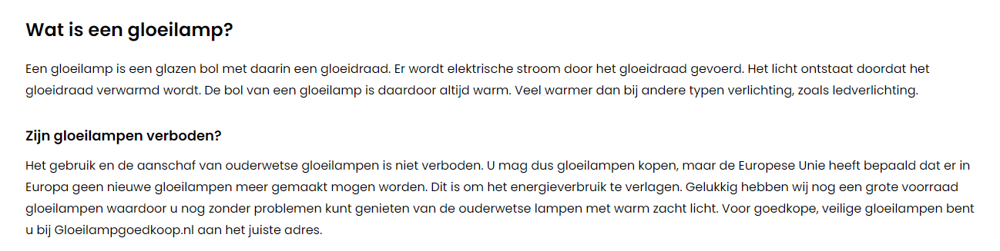 Wat is een gloeilamp?
Een gloeilamp is een glazen bol met daarin een gloeidraad. Er wordt elektrische stroom door het gloeidraad gevoerd. Het licht ontstaat doordat het
gloeidraad verwarmd wordt. De bol van een gloeilamp is daardoor altijd warm. Veel warmer dan bij andere typen verlichting, zoals ledverlichting.
Zijn gloeilampen verboden?
Het gebruik en de aanschaf van ouderwetse gloeilampen is niet verboden. U mag dus gloeilampen kopen, maar de Europese Unie heeft bepaald dat er in
Europa geen nieuwe gloeilampen meer gemaakt mogen worden. Dit is om het energieverbruik te verlagen. Gelukkig hebben wij nog een grote voorraad
gloeilampen waardoor u nog zonder problemen kunt genieten van de ouderwetse lampen met warm zacht licht. Voor goedkope, veilige gloeilampen bent
u bij Gloeilampgoedkoop.nl aan het juiste adres.